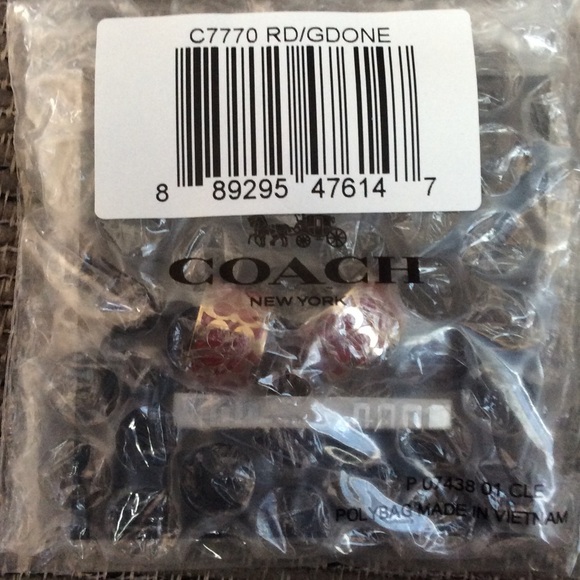 C7770 RD/GDONE
8 89295 47614 7
COACH
NEW YORK
P 07438 01 CLE
POLYBAG MADE IN VIETNAM